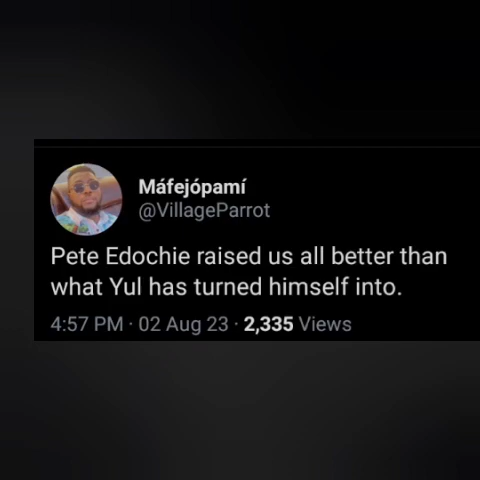 Máfejópamí
@VillageParrot
Pete Edochie raised us all better than
what Yul has turned himself into.
4:57 PM · 02 Aug 23 · 2,335 Views